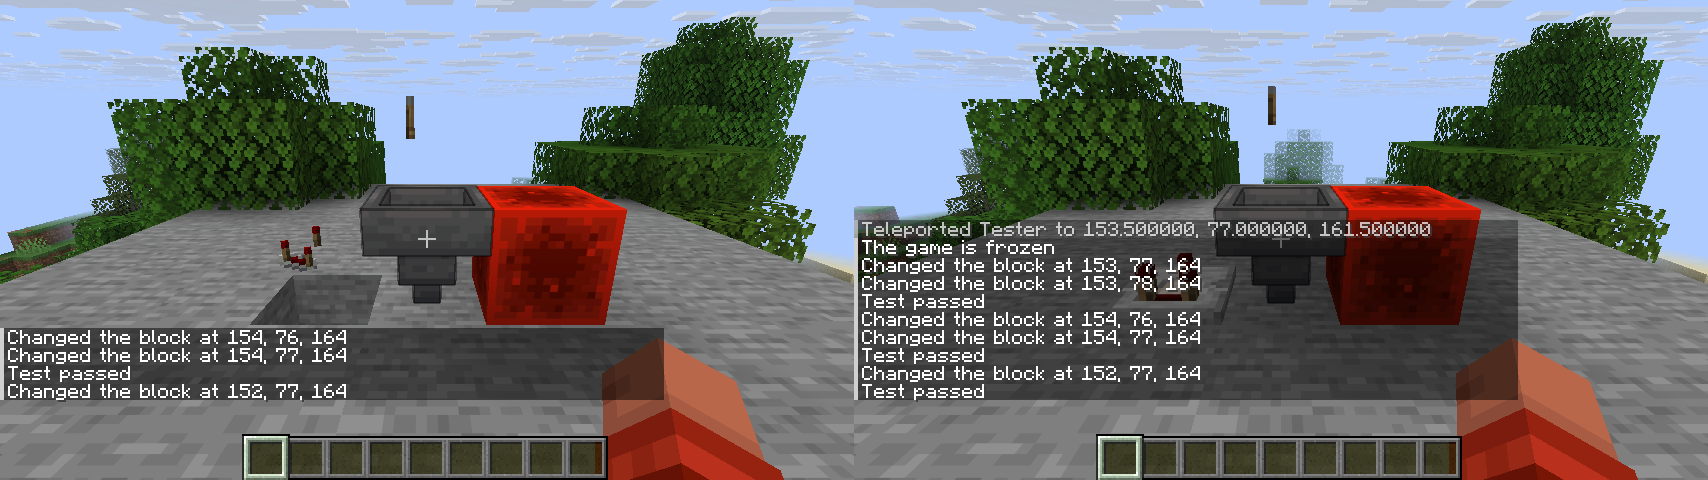 Changed the block at 154, 76, 164
Changed the block at 154, 77, 164
Test passed
Changed the block at 152, 77, 164
Teleported Tester to 153.500000, 77.000000, 161.500000
The game is frozen
Changed the block at 153, 77, 164
Changed the block at 153, 78, 164
Test passed
Changed the block at 154, 76, 164
Changed the block at 154, 77, 164
Test passed
Changed the block at 152, 77, 164
Test passed